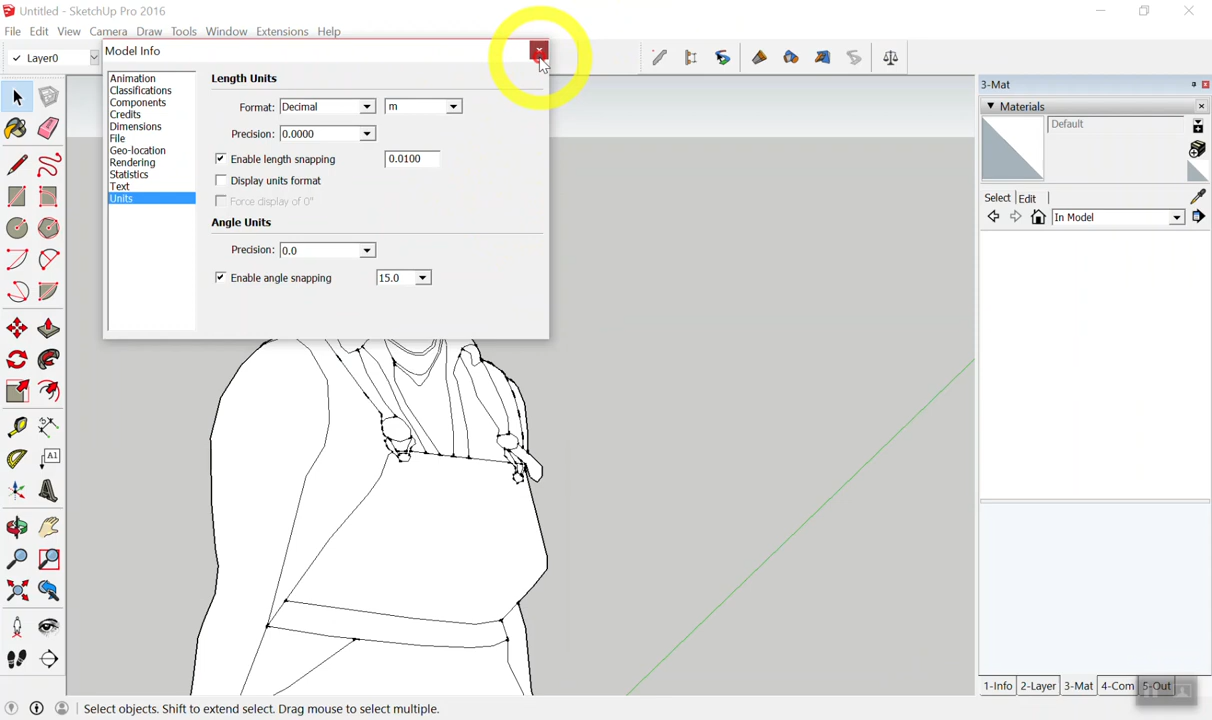 Untitled - SketchUp Pro 2016
File Edit View Camera Draw Tools Window Extensions Help
Layer0
Model Info
Animation
Classifications
Components
Credits
Dimensions
File
Geo-location
Rendering
Statistics
Text
Units
Length Units
Format: Decimal m
Precision: 0.0000
Enable length snapping 0.0100
Display units format
Force display of 0"
Angle Units
Precision: 0.0
Enable angle snapping 15.0
A1
3-Mat
Materials
Default
Select Edit
In Model
1-Info 2-Layer 3-Mat 4-Com 5-Out
Select objects. Shift to extend select. Drag mouse to select multiple.